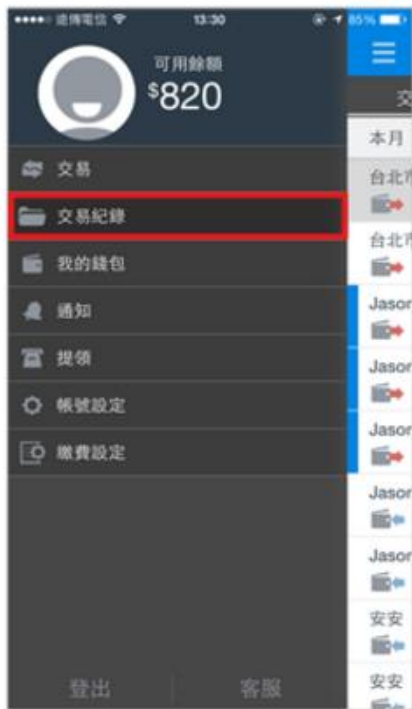 遠傳電信 13:30 85%
可用餘額
$820
交易
交易紀錄
我的錢包
通知
提領
帳號設定
繳費設定
登出 客服
交
本月
台北市
台北市
Jason
Jason
Jason
Jason
Jason
安安
安安